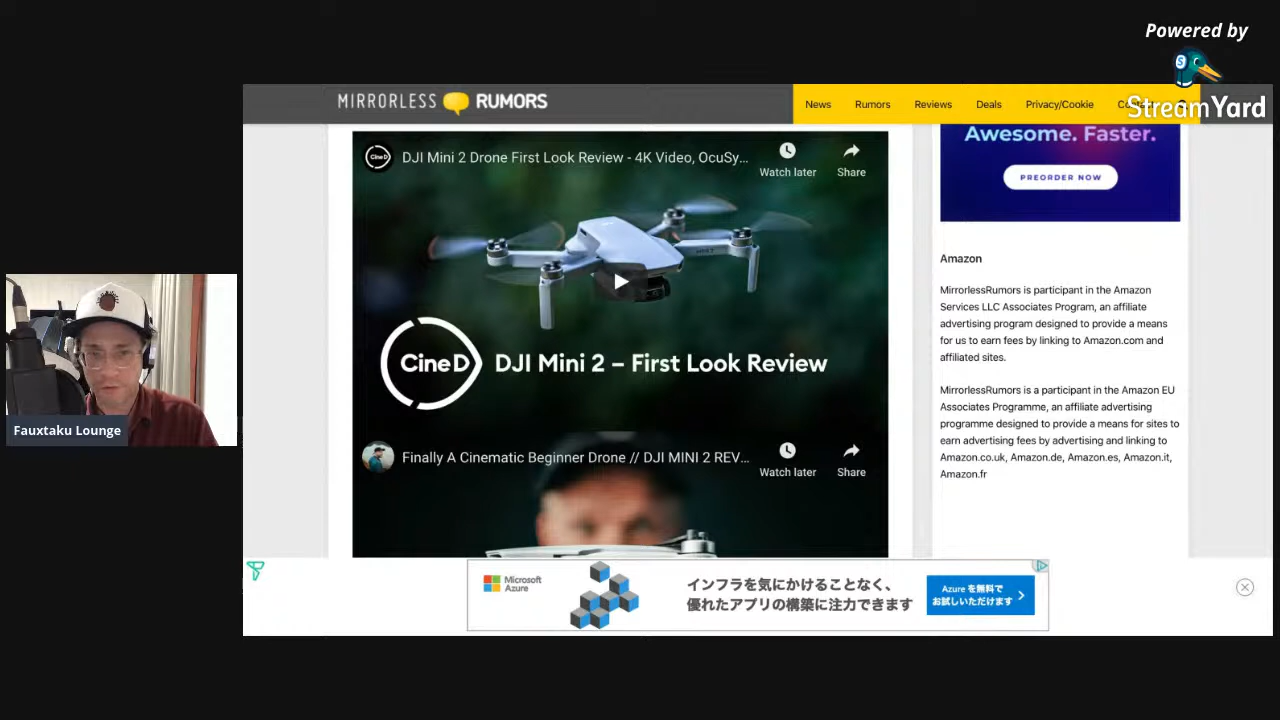 Powered by
StreamYard
MIRRORLESS RUMORS
News
Rumors
Reviews
Deals
Privacy/Cookie
CineD
DJI Mini 2 Drone First Look Review - 4K Video, OcuSy...
Watch later
Share
MINI 2
CineD
DJI Mini 2 – First Look Review
Finally A Cinematic Beginner Drone // DJI MINI 2 REV...
Watch later
Share
Awesome. Faster.
PREORDER NOW
Amazon
MirrorlessRumors is participant in the Amazon
Services LLC Associates Program, an affiliate
advertising program designed to provide a means
for us to earn fees by linking to Amazon.com and
affiliated sites.
MirrorlessRumors is a participant in the Amazon EU
Associates Programme, an affiliate advertising
programme designed to provide a means for sites to
earn advertising fees by advertising and linking to
Amazon.co.uk, Amazon.de, Amazon.es, Amazon.it,
Amazon.fr
Fauxtaku Lounge
Microsoft
Azure
インフラを気にかけることなく、
優れたアプリの構築に注力できます
Azure を無料で
お試しいただけます